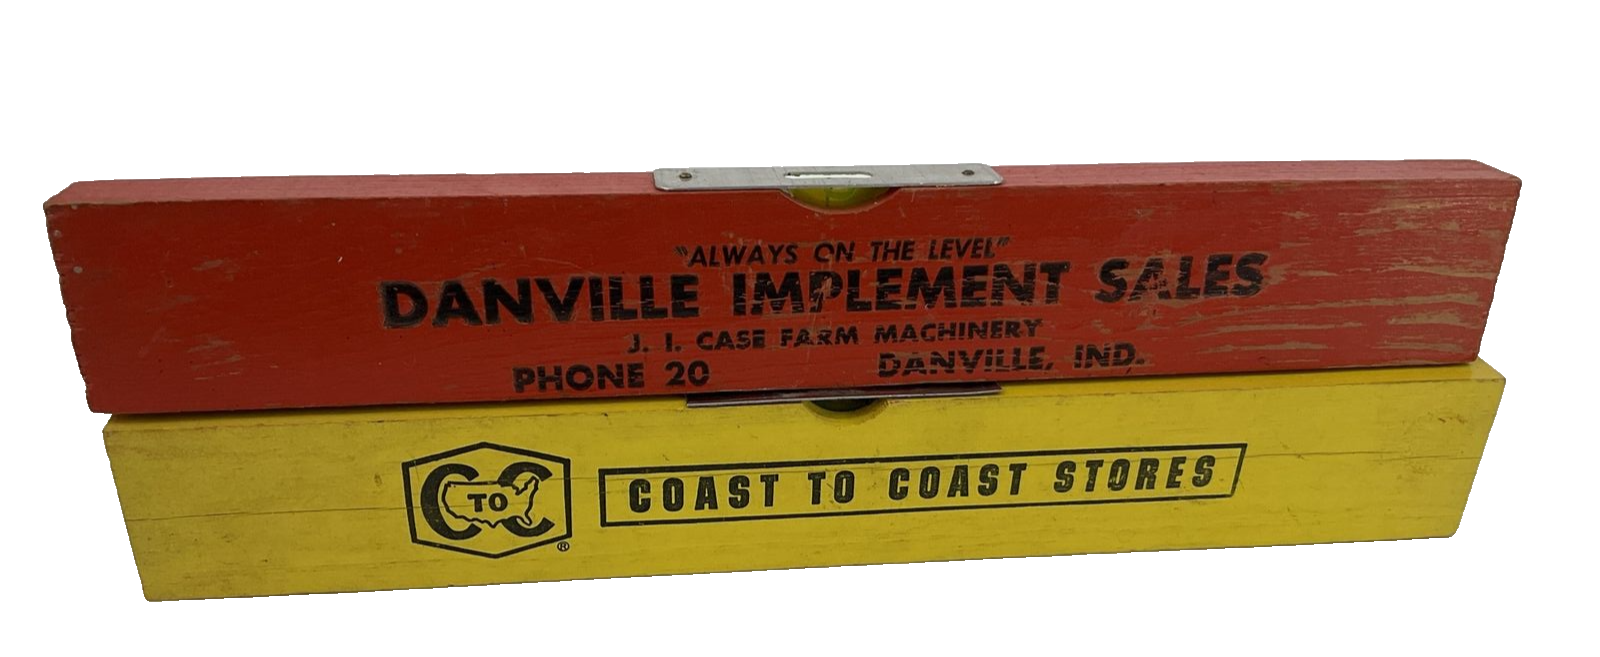 "ALWAYS ON THE LEVEL"
DANVILLE IMPLEMENT SALES
J. I. CASE FARM MACHINERY
PHONE 20 DANVILLE, IND.
C TO C ®
COAST TO COAST STORES